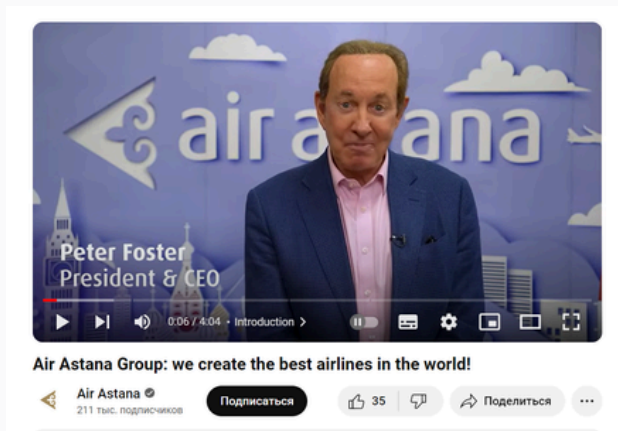 air astana
Peter Foster
President & CEO
0:06 / 4:04 • Introduction >
Air Astana Group: we create the best airlines in the world!
Air Astana
211 тыс. подписчиков
Подписаться
35
Поделиться